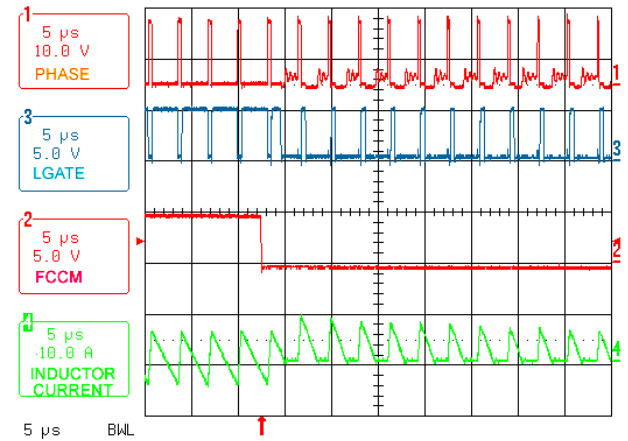 1
5 µs
10.0 V
PHASE
1
3
5 µs
5.0 V
LGATE
3
2
5 µs
5.0 V
FCCM
2
4
5 µs
10.0 A
INDUCTOR
CURRENT
4
5 µs BWL